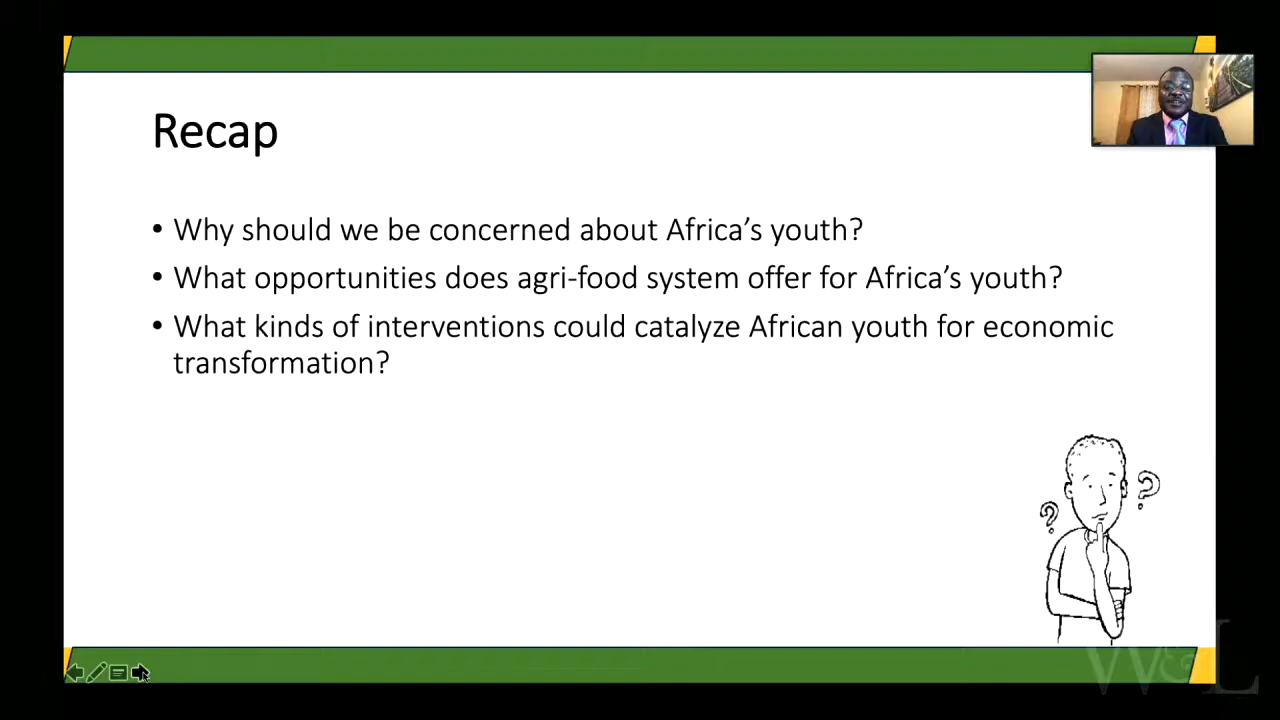 Recap
• Why should we be concerned about Africa’s youth?
• What opportunities does agri-food system offer for Africa’s youth?
• What kinds of interventions could catalyze African youth for economic
transformation?
? ?
W&L